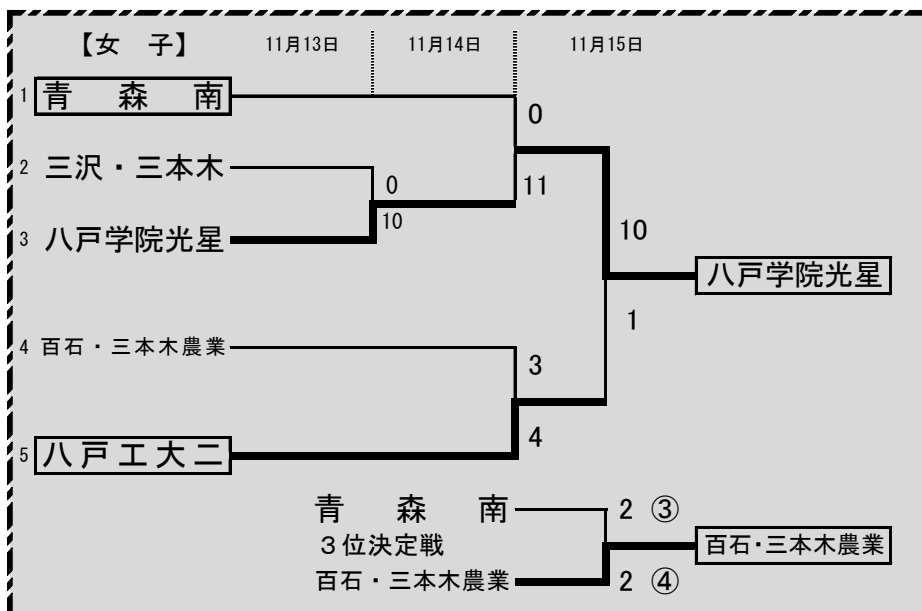 【女 子】 11月13日 11月14日 11月15日
1 青 森 南
0
2 三沢・三本木
0
11
10
3 八戸学院光星
10
八戸学院光星
1
4 百石・三本木農業
3
4
5 八戸工大二
青 森 南 2 ③
3位決定戦
百石・三本木農業
百石・三本木農業 2 ④